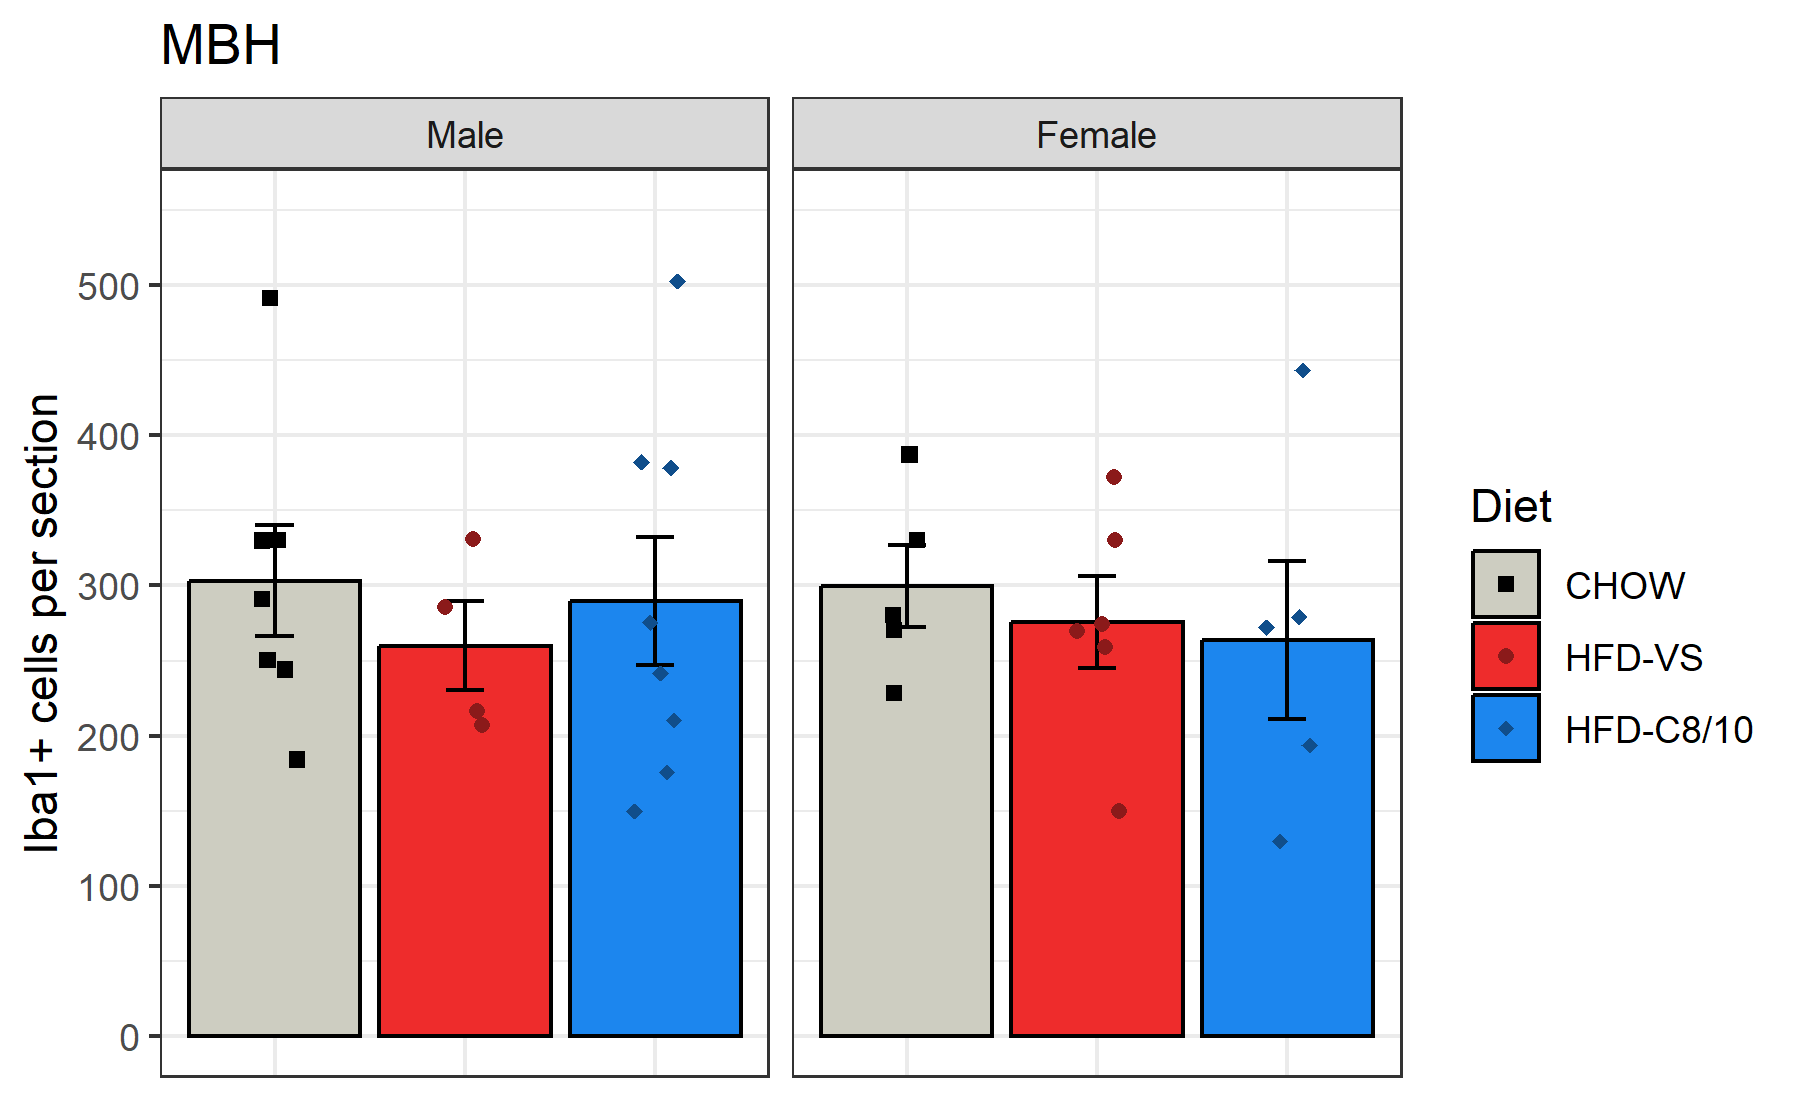 MBH
Male
Female
Iba1+ cells per section
500
400
300
200
100
0
Diet
CHOW
HFD-VS
HFD-C8/10